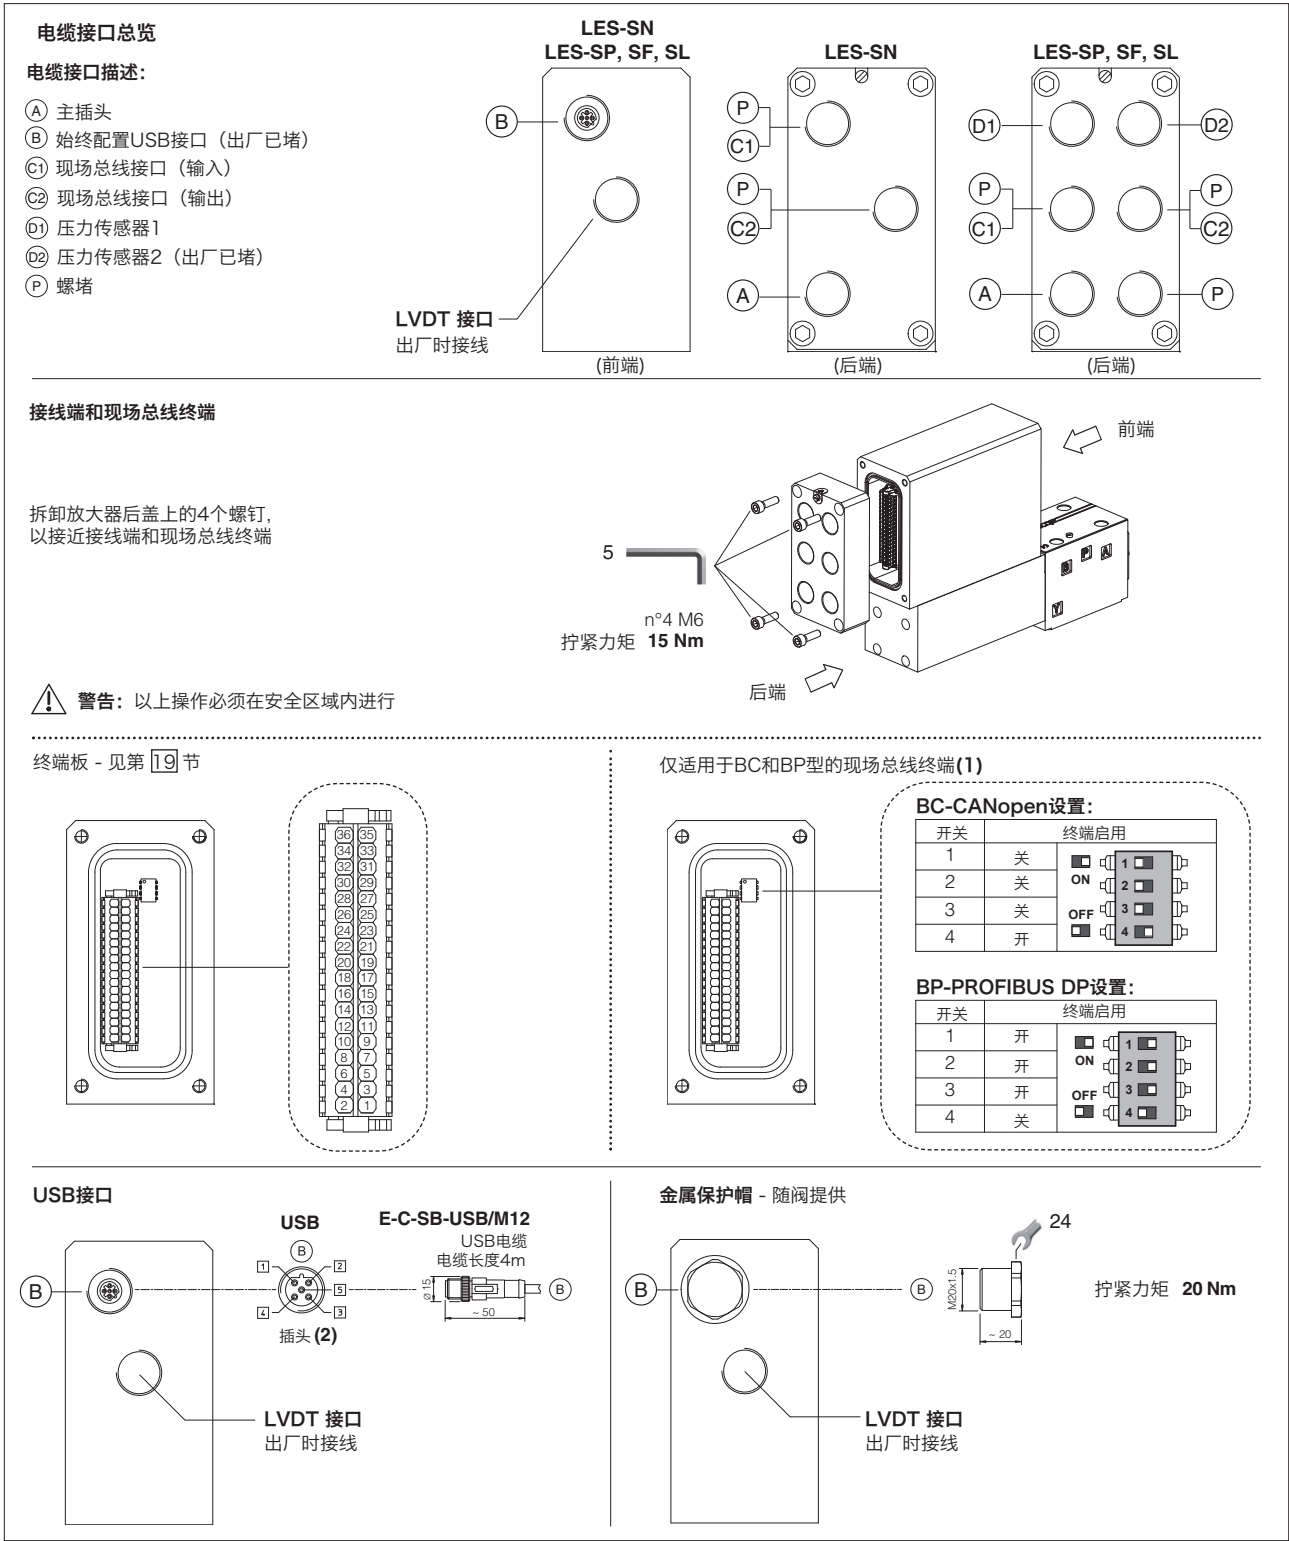 电缆接口总览
电缆接口描述：
A 主插头
B 始终配置USB接口（出厂已堵）
C1 现场总线接口（输入）
C2 现场总线接口（输出）
D1 压力传感器1
D2 压力传感器2（出厂已堵）
P 螺堵
LES-SN
LES-SP, SF, SL
B
LVDT 接口
出厂时接线
(前端)
LES-SN
P
C1
P
C2
A
(后端)
LES-SP, SF, SL
D1
D2
P
C1
P
C2
A
P
(后端)
接线端和现场总线终端
拆卸放大器后盖上的4个螺钉,
以接近接线端和现场总线终端
前端
5
n°4 M6
拧紧力矩 15 Nm
B P A
Y
后端
警告：以上操作必须在安全区域内进行
终端板 - 见第 19 节
36 35
34 33
32 31
30 29
28 27
26 25
24 23
22 21
20 19
18 17
16 15
14 13
12 11
10 9
8 7
6 5
4 3
2 1
仅适用于BC和BP型的现场总线终端(1)
BC-CANopen设置：
开关 终端启用
1 关
2 关
3 关
4 开
ON
OFF
1
2
3
4
BP-PROFIBUS DP设置：
开关 终端启用
1 开
2 开
3 开
4 关
ON
OFF
1
2
3
4
USB接口
B
USB
B
1 2
5
4 3
插头 (2)
E-C-SB-USB/M12
USB电缆
电缆长度4m
Ø 15
~ 50
B
LVDT 接口
出厂时接线
金属保护帽 - 随阀提供
B
B
24
M20x1.5
~ 20
拧紧力矩 20 Nm
LVDT 接口
出厂时接线